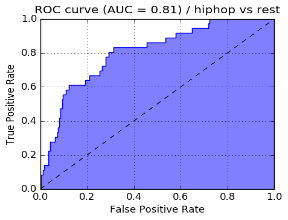 ROC curve (AUC = 0.81) / hiphop vs rest
True Positive Rate
1.0
0.8
0.6
0.4
0.2
0.0
0.0 0.2 0.4 0.6 0.8 1.0
False Positive Rate